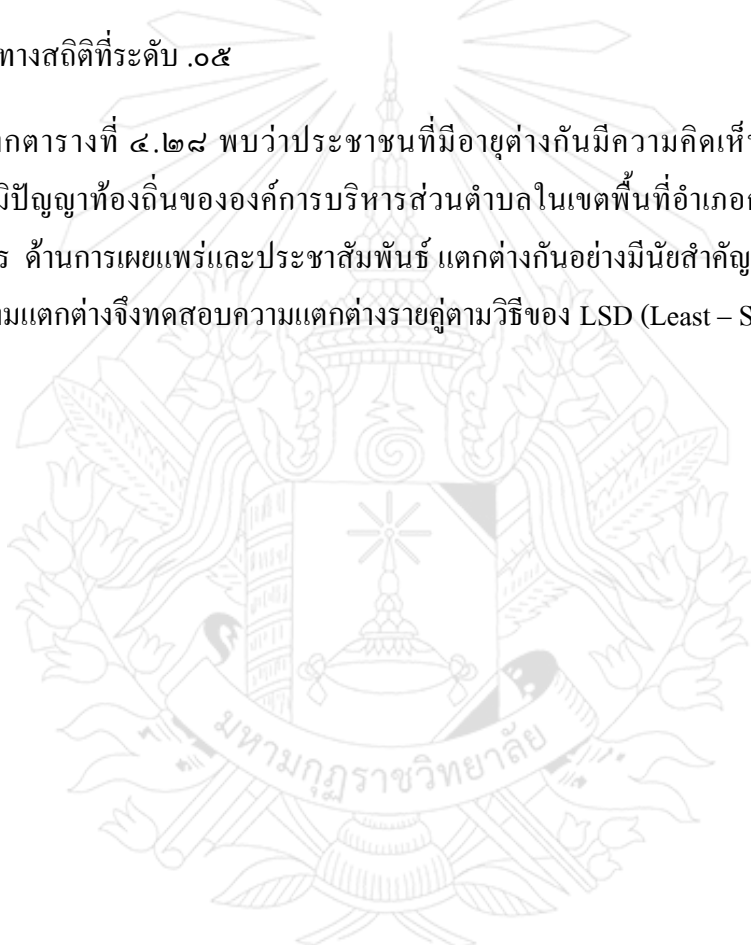 ทางสถิติที่ระดับ .๐๕
กตารางที่ ๔.๒๘ พบว่าประชาชนที่มีอายุต่างกันมีความคิดเห็
มิปัญญาท้องถิ่นขององค์การบริหารส่วนตำบลในเขตพื้นที่อำเภอก
ร ด้านการเผยแพร่และประชาสัมพันธ์ แตกต่างกันอย่างมีนัยสำคัญ
มแตกต่างจึงทดสอบความแตกต่างรายคู่ตามวิธีของ LSD (Least – S
มหามกุฏราชวิทยาลัย